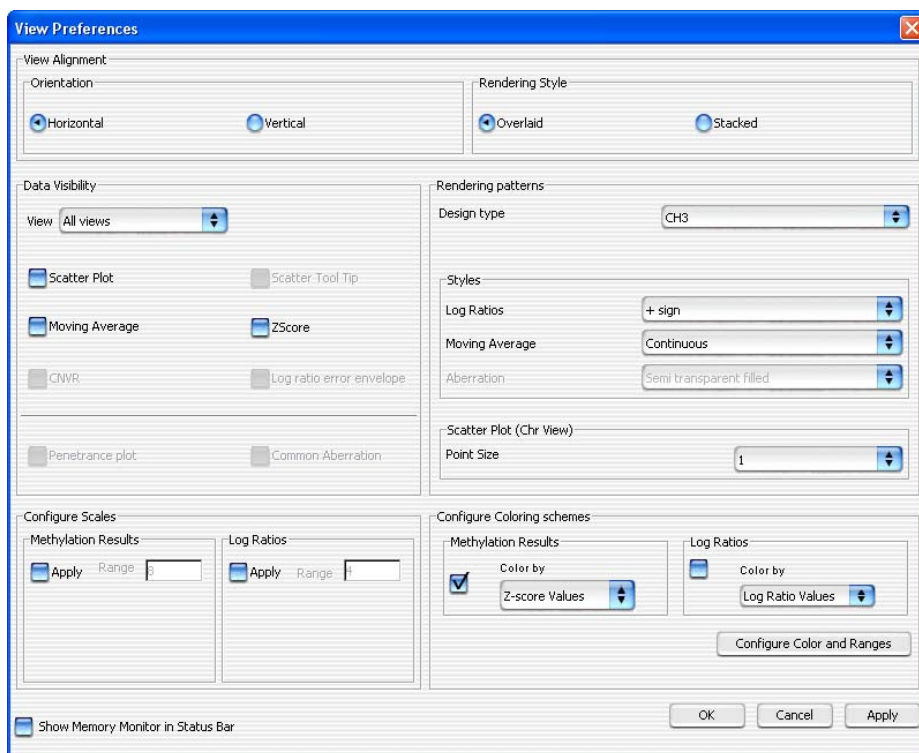 View Preferences
View Alignment
Orientation
Horizontal
Vertical
Rendering Style
Overlaid
Stacked
Data Visibility
View All views
Scatter Plot
Scatter Tool Tip
Moving Average
ZScore
CNVR
Log ratio error envelope
Penetrance plot
Common Aberration
Rendering patterns
Design type CH3
Styles
Log Ratios + sign
Moving Average Continuous
Aberration Semi transparent filled
Scatter Plot (Chr View)
Point Size 1
Configure Scales
Methylation Results
Apply Range
Log Ratios
Apply Range 4
Configure Coloring schemes
Methylation Results
Color by
Z-score Values
Log Ratios
Color by
Log Ratio Values
Configure Color and Ranges
Show Memory Monitor in Status Bar
OK Cancel Apply